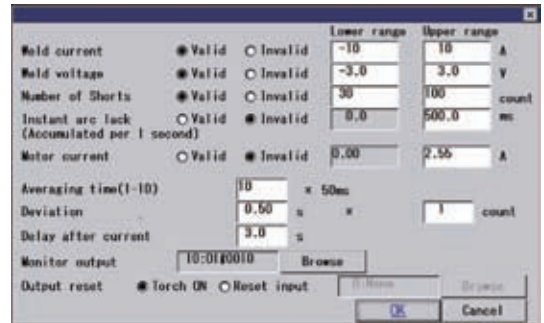 Lower range Upper range
Weld current Valid Invalid -10 10 A
Weld voltage Valid Invalid -3.0 3.0 V
Number of Shorts Valid Invalid 30 100 count
Instant arc lack Valid Invalid 0.0 500.0 ms
(Accumulated per 1 second)
Motor current Valid Invalid 0.00 2.55 A
Averaging time(1-10) 10 × 50ms
Deviation 0.50 s × 1 count
Delay after current 3.0 s
Monitor output Browse
Output reset Torch ON Reset input Browse
OK Cancel